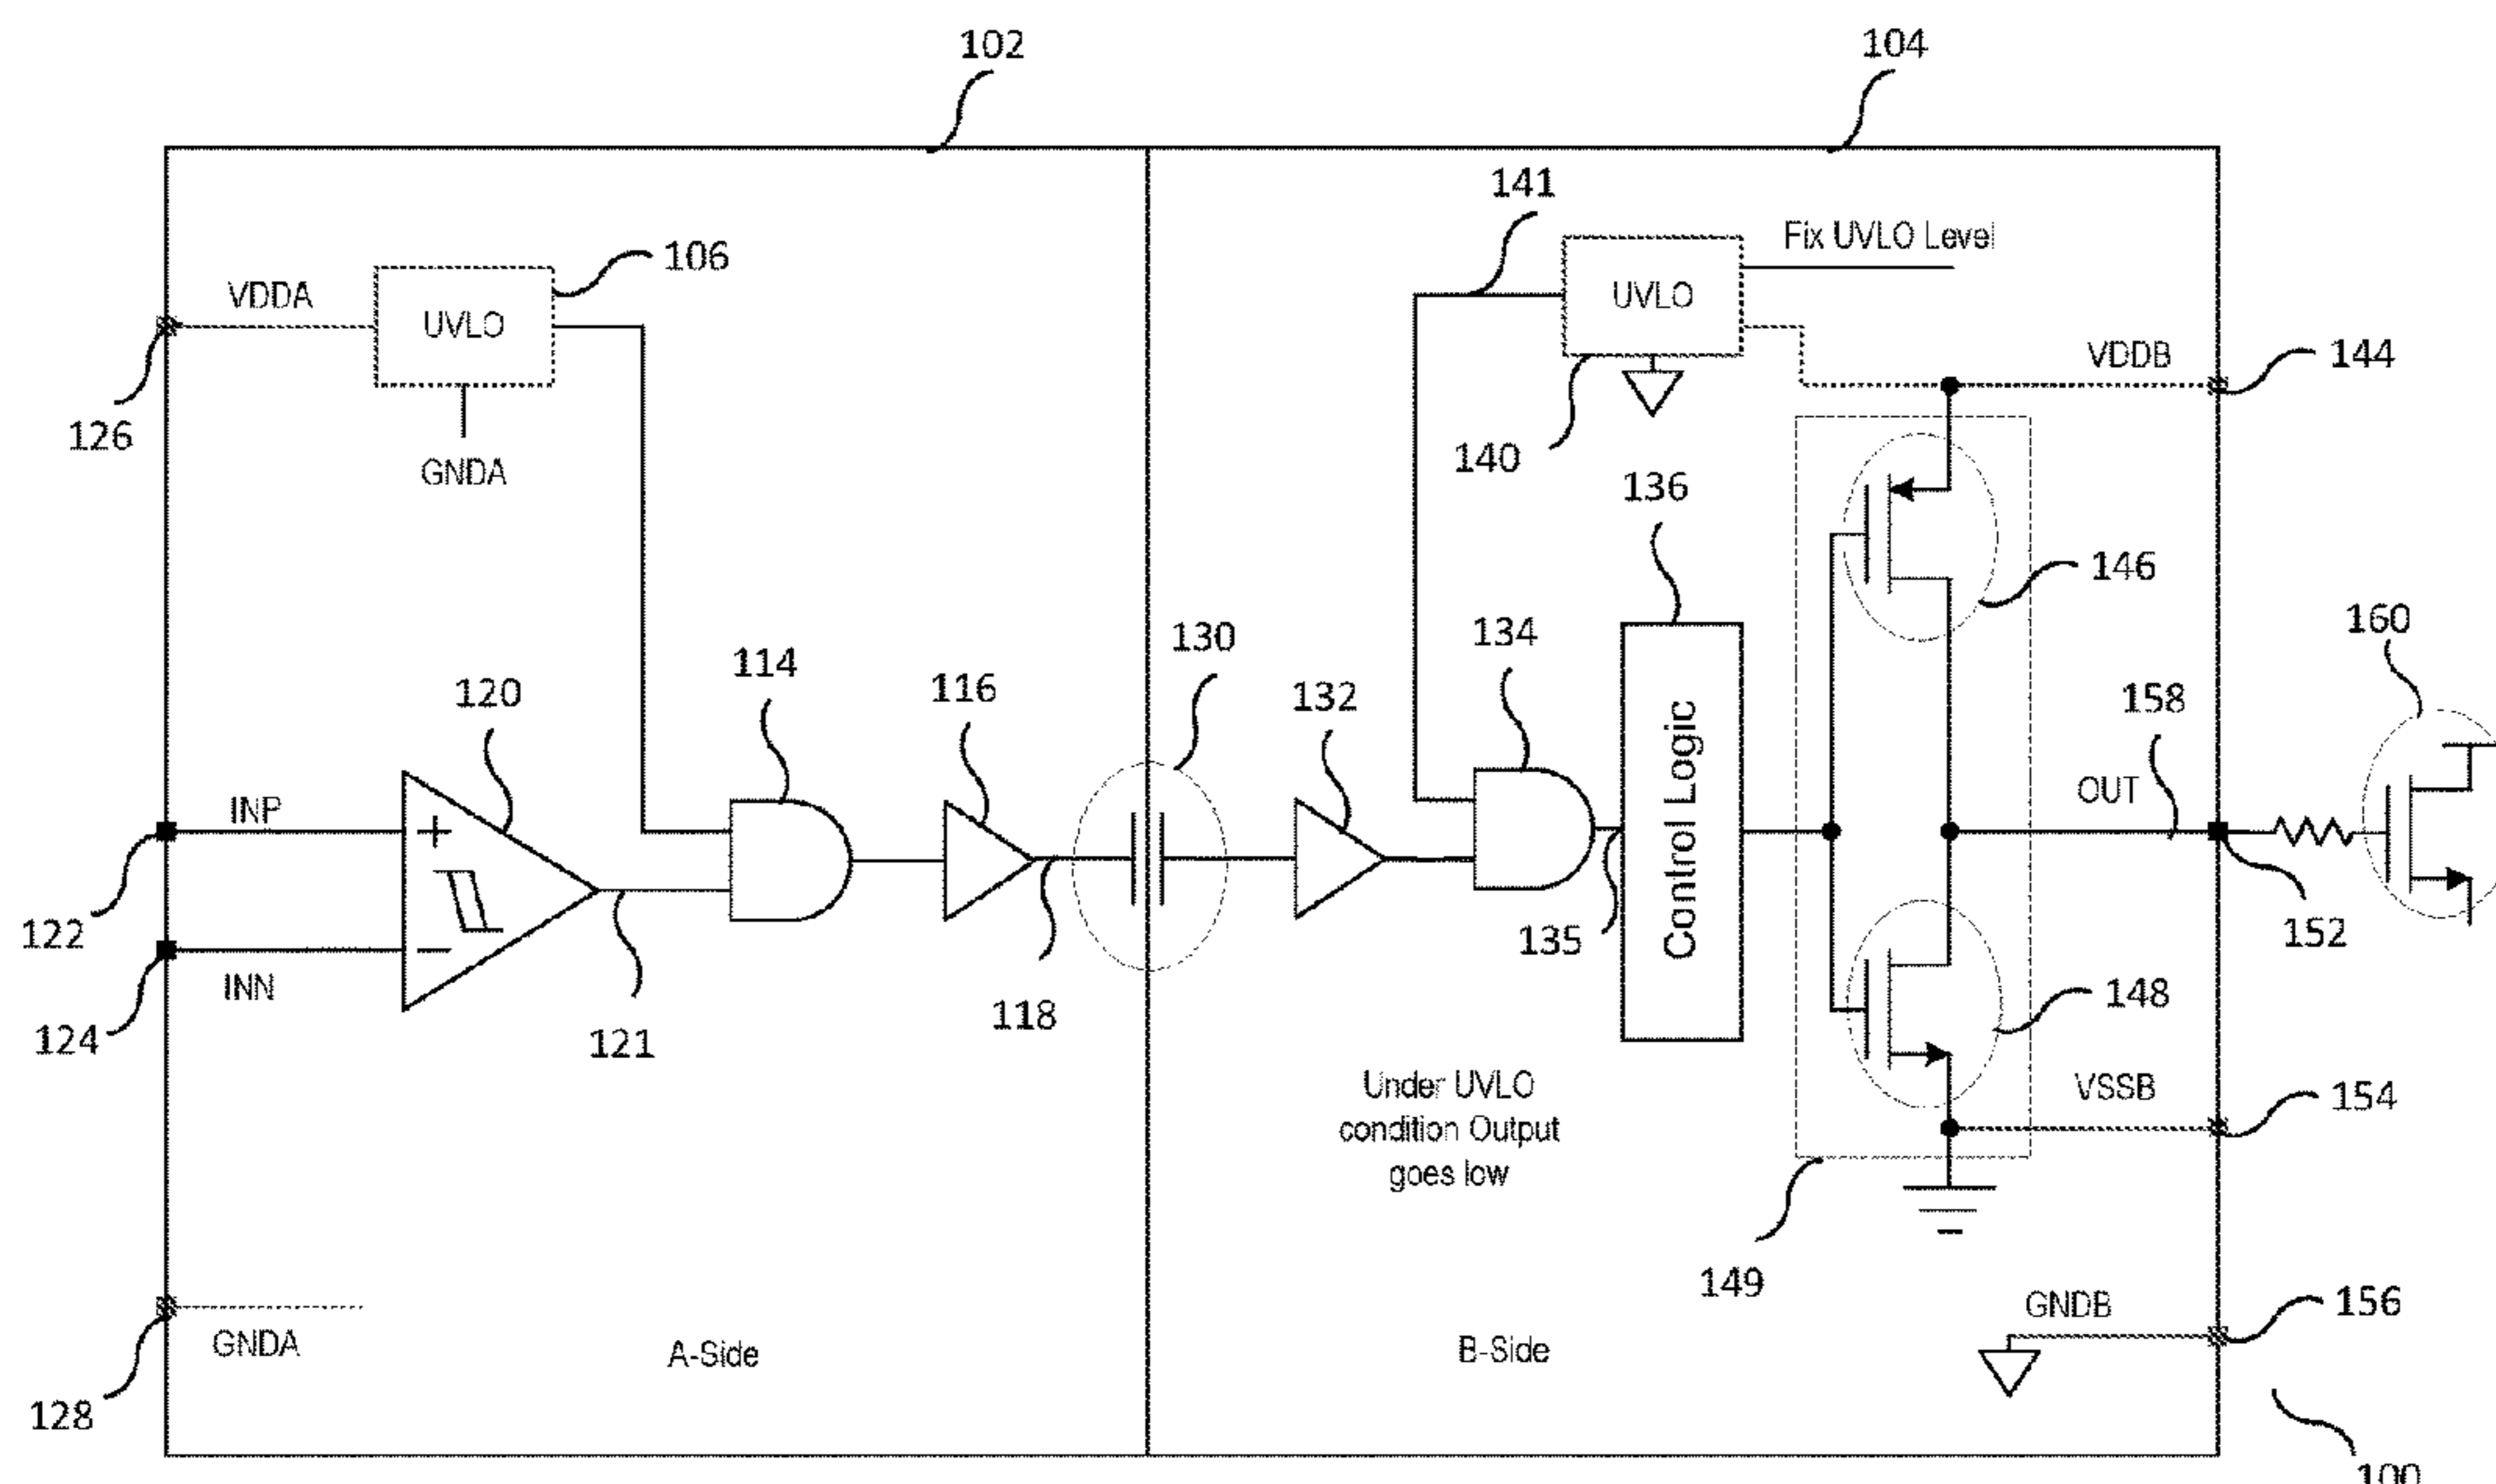 102
104
141
Fix UVLO Level
106
VDDA
UVLO
UVLO
VDDB
144
126
GNDA
140
136
146
160
130
134
114
120
116
132
158
INP
OUT
Control Logic
122
135
152
INN
124
121
118
148
Under UVLO
condition Output
goes low
VSSB
154
149
GNDB
156
GNDA
A-Side
B-Side
128
100